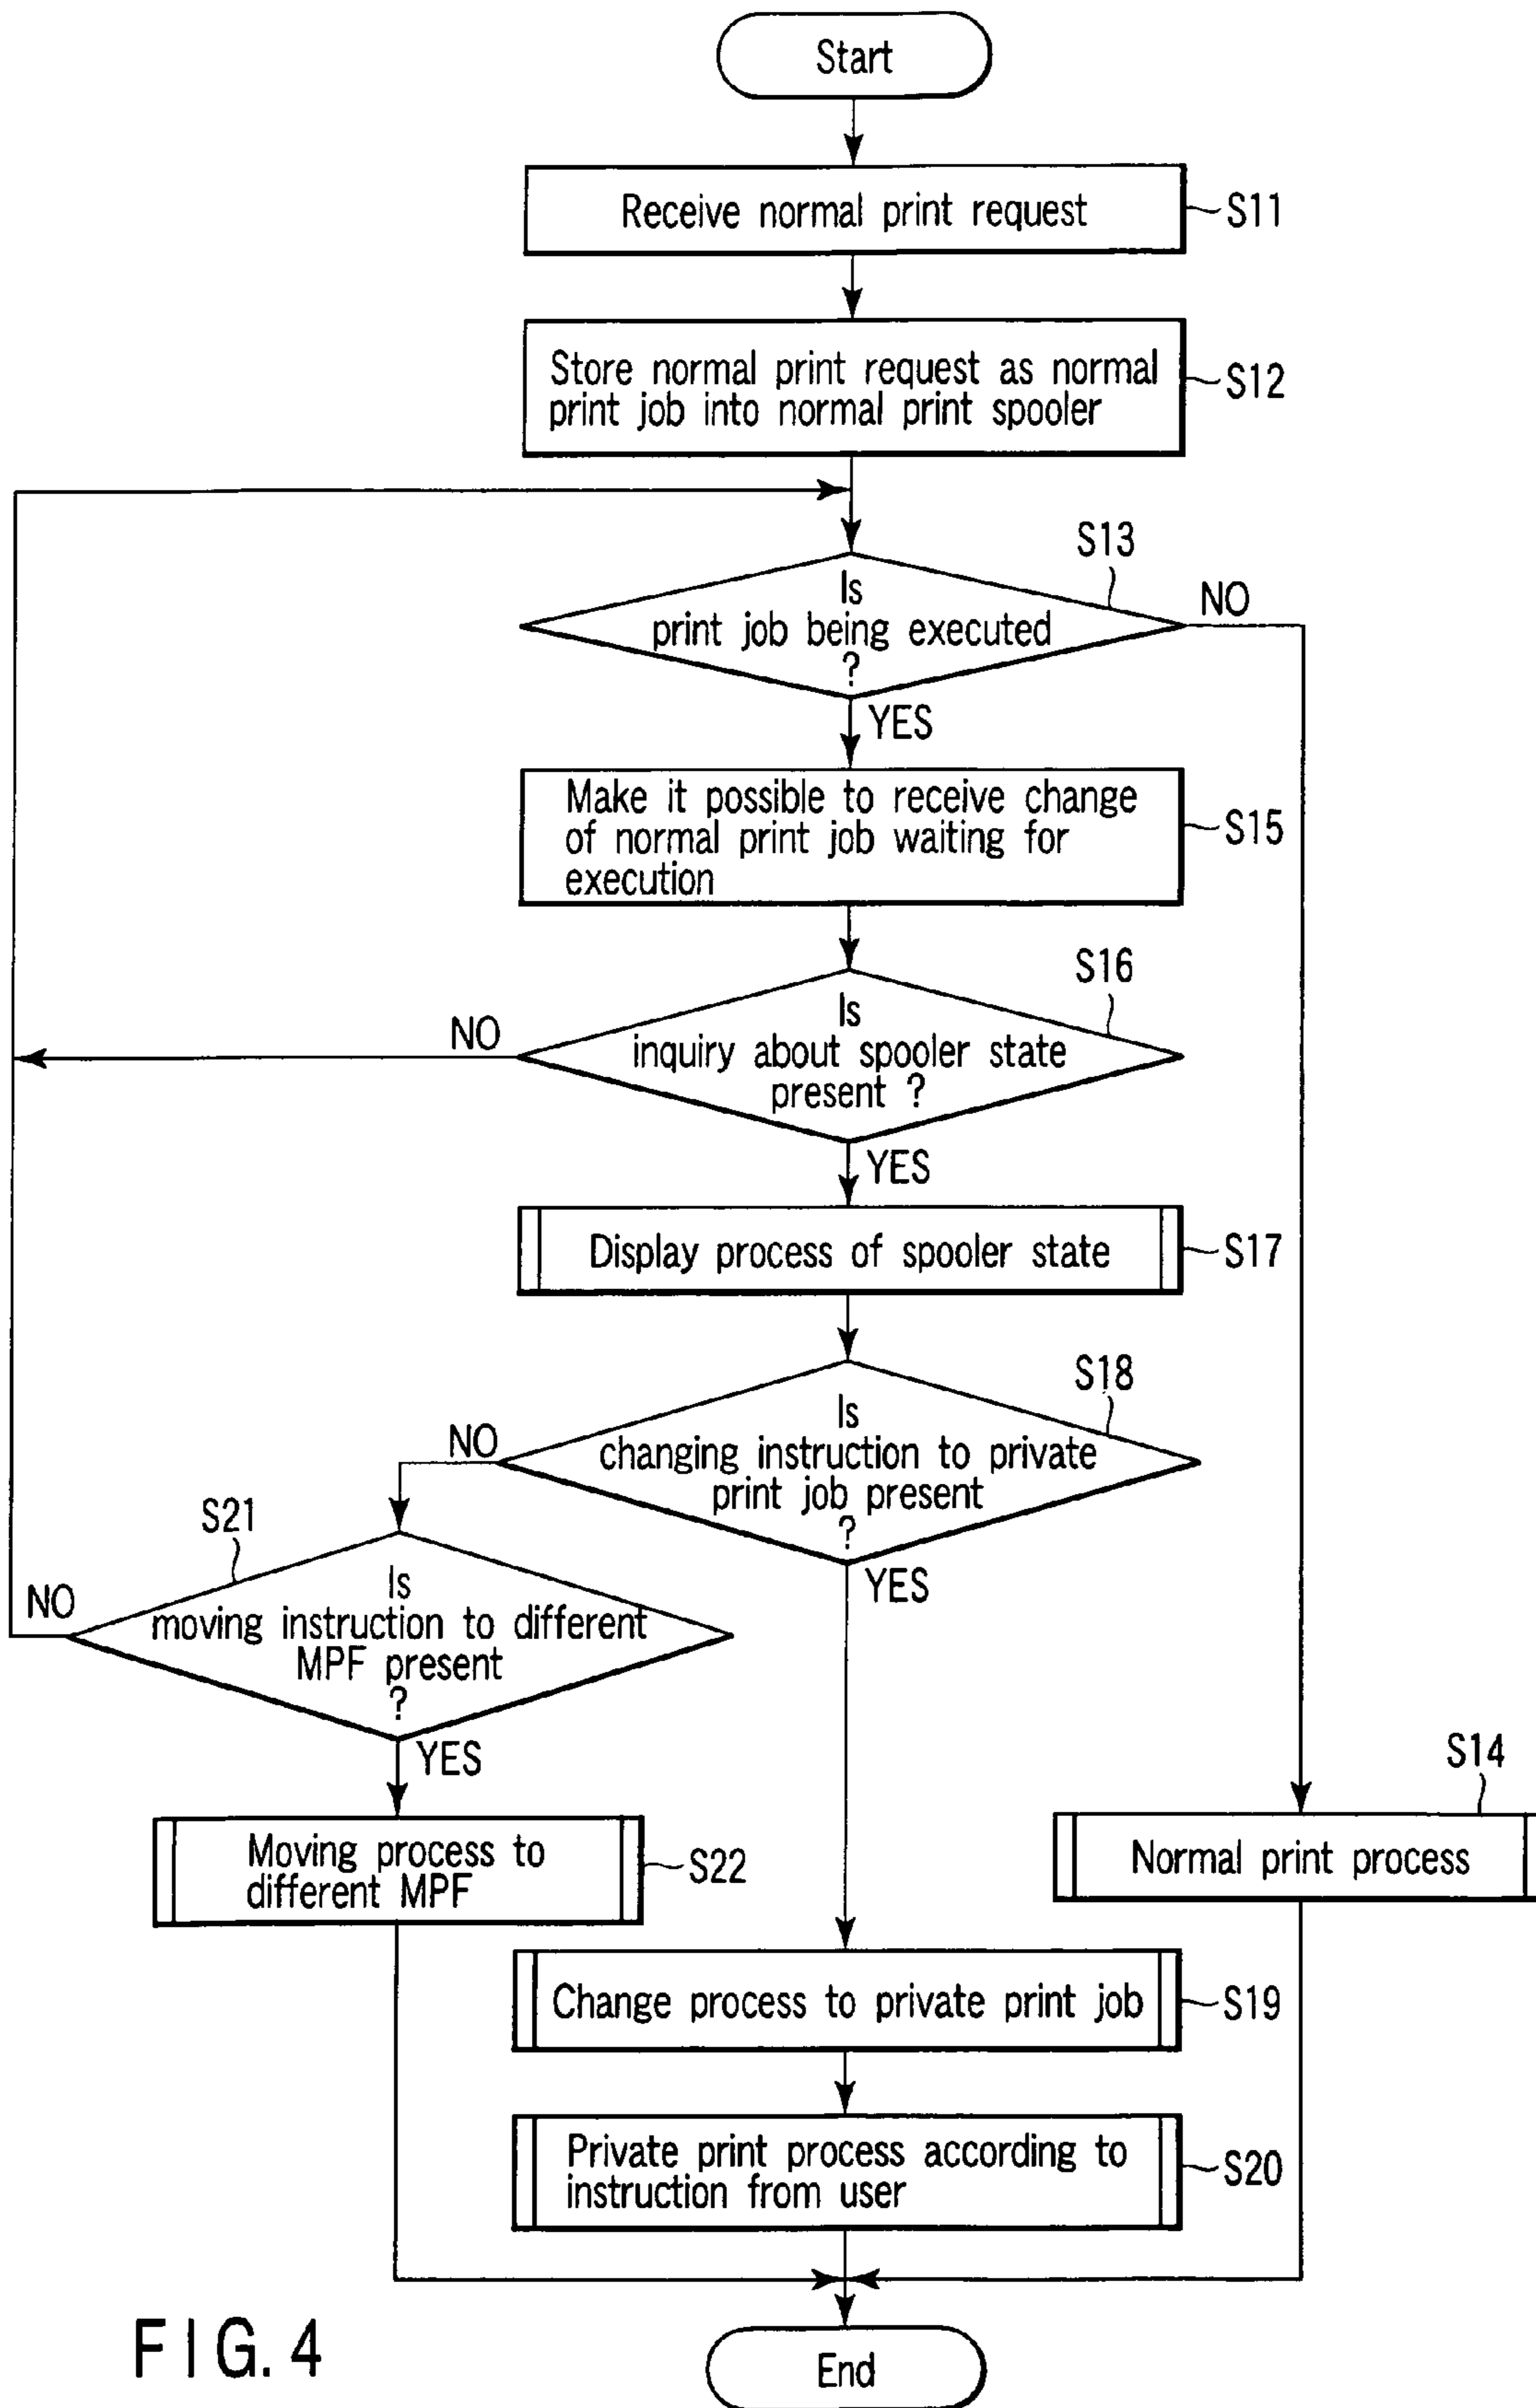 Start
Receive normal print request
S11
Store normal print request as normal
print job into normal print spooler
S12
S13
Is
print job being executed
?
NO
YES
Make it possible to receive change
of normal print job waiting for
execution
S15
S16
Is
inquiry about spooler state
present ?
NO
YES
Display process of spooler state
S17
S18
Is
changing instruction to private
print job present
?
NO
YES
S21
Is
moving instruction to different
MPF present
?
NO
YES
Moving process to
different MPF
S22
S14
Normal print process
Change process to private print job
S19
Private print process according to
instruction from user
S20
End
FIG. 4